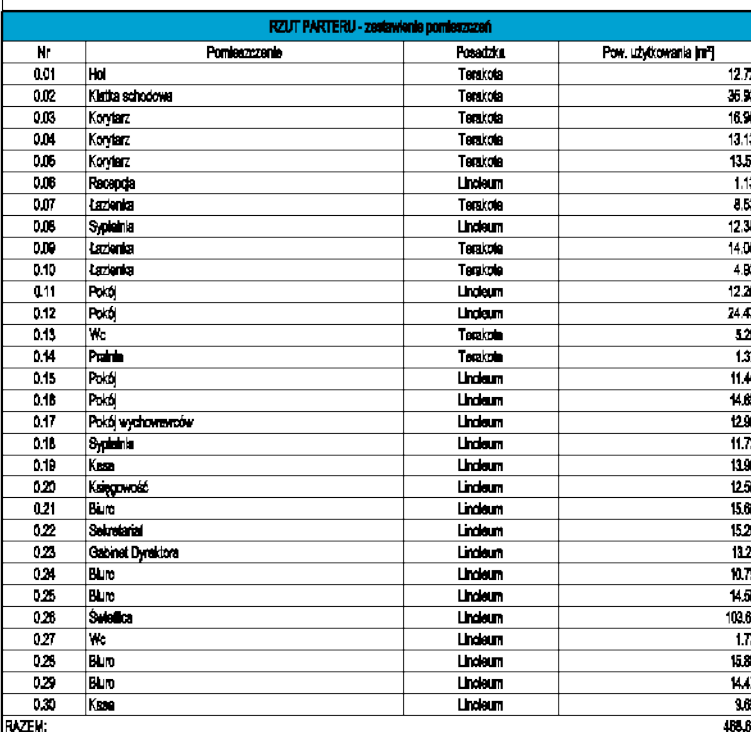 RZUT PARTERU - zestawienie pomieszczeń
Nr Pomieszczenie Posadzka Pow. użytkowania [m²]
0.01 Hol Terakota 12.7
0.02 Klatka schodowa Terakota
0.03 Korytarz Terakota 16.9
0.04 Korytarz Terakota 13.1
0.05 Korytarz Terakota 13.5
0.06 Recepcja Linoleum 1.1
0.07 Łazienka Terakota 8.5
0.08 Sypialnia Linoleum 12.3
0.09 Łazienka Terakota 14.0
0.10 Łazienka Terakota 4.9
0.11 Pokój Linoleum 12.2
0.12 Pokój Linoleum 24.4
0.13 Wc Terakota 5.2
0.14 Pralnia Terakota 1.3
0.15 Pokój Linoleum 11.4
0.16 Pokój Linoleum 14.6
0.17 Pokój wychowawców Linoleum 12.9
0.18 Sypialnia Linoleum 11.7
0.19 Kasa Linoleum 13.9
0.20 Księgowość Linoleum 12.5
0.21 Biuro Linoleum 15.6
0.22 Sekretariat Linoleum 15.2
0.23 Gabinet Dyrektora Linoleum 13.2
0.24 Biuro Linoleum 10.7
0.25 Biuro Linoleum 14.5
0.26 Świetlica Linoleum 103.6
0.27 Wc Linoleum 1.7
0.28 Biuro Linoleum 15.8
0.29 Biuro Linoleum 14.4
0.30 Kasa Linoleum 9.6
RAZEM: